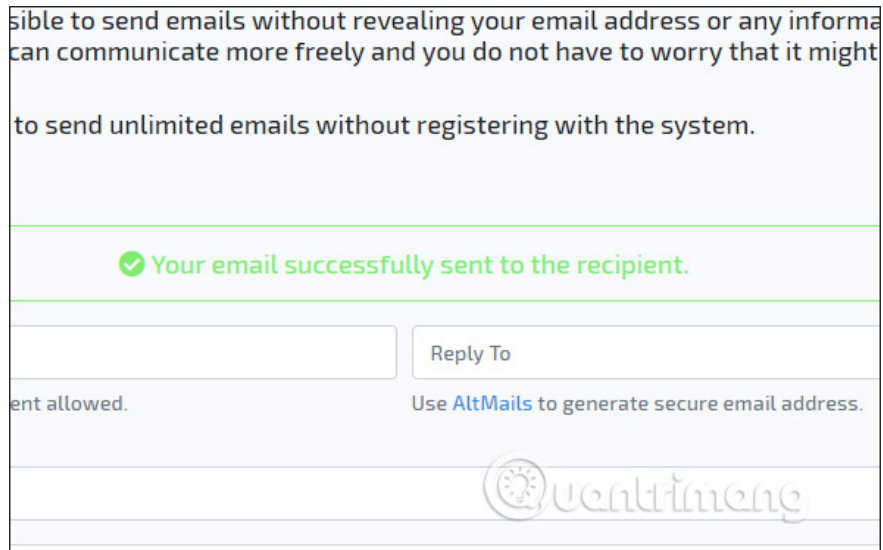 sible to send emails without revealing your email address or any informa
can communicate more freely and you do not have to worry that it might
to send unlimited emails without registering with the system.
Your email successfully sent to the recipient.
Reply To
ent allowed.
Use AltMails to generate secure email address.
Quantrimang